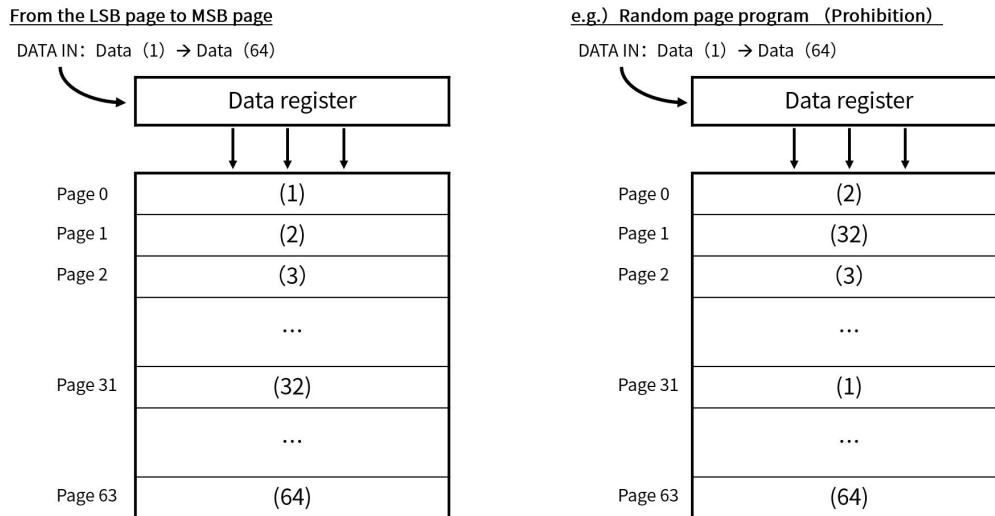 From the LSB page to MSB page
DATA IN： Data （1） → Data （64）
Data register
Page 0 (1)
Page 1 (2)
Page 2 (3)
...
Page 31 (32)
...
Page 63 (64)
e.g.）Random page program （Prohibition）
DATA IN： Data （1） → Data （64）
Data register
Page 0 (2)
Page 1 (32)
Page 2 (3)
...
Page 31 (1)
...
Page 63 (64)